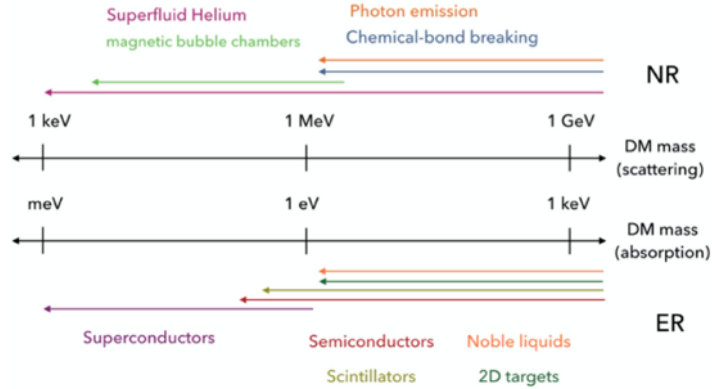 Superfluid Helium
Photon emission
magnetic bubble chambers
Chemical-bond breaking
NR
1 keV
1 MeV
1 GeV
DM mass
(scattering)
meV
1 eV
1 keV
DM mass
(absorption)
ER
Superconductors
Semiconductors
Noble liquids
Scintillators
2D targets